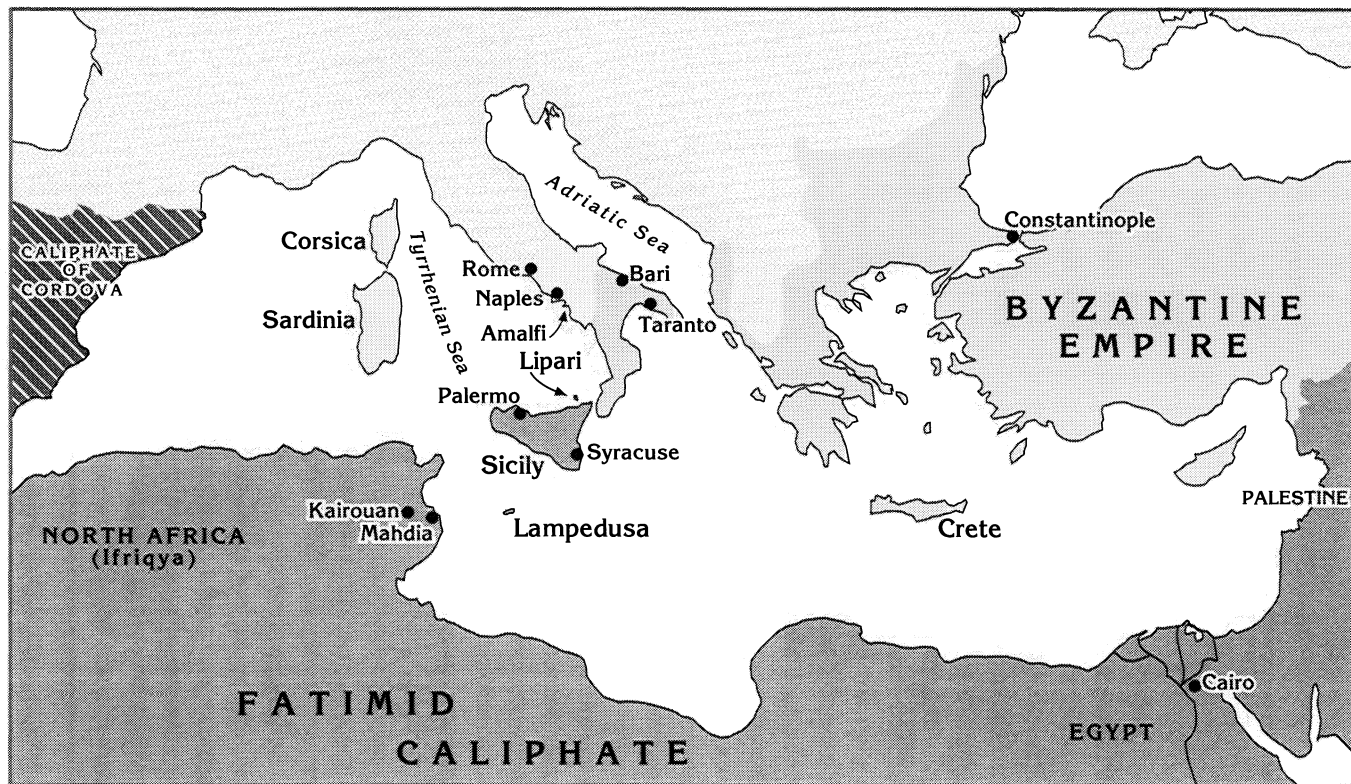 Constantinople
Adriatic Sea
CALIPHATE
OF
CORDOVA
Corsica
Tyrrhenian Sea
Rome
Bari
Naples
Sardinia
Taranto
Amalfi
BYZANTINE
EMPIRE
Lipari
Palermo
Syracuse
Sicily
PALESTINE
Kairouan
Mahdia
Lampedusa
Crete
NORTH AFRICA
(Ifriqya)
Cairo
FATIMID
CALIPHATE
EGYPT